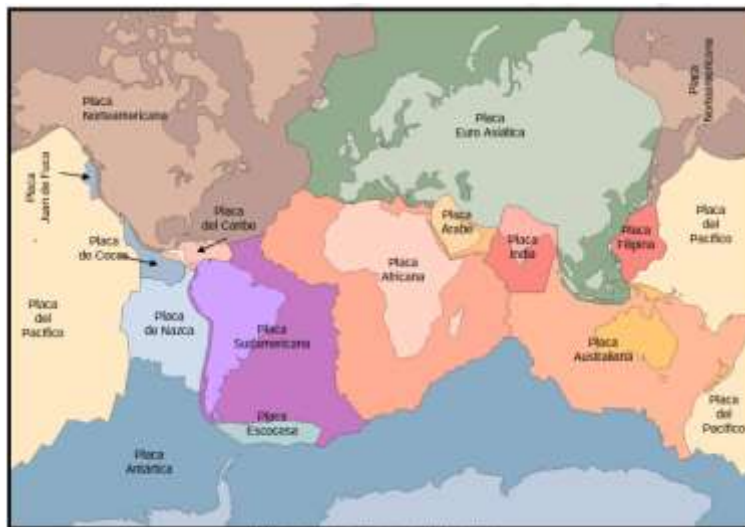 Placa
Norteamericana
Placa
Norteamericana
Placa
Euro Asiática
Placa
Juan de Fuca
Placa
del Caribe
Placa
de Cocos
Placa
Arabe
Placa
India
Placa
Filipina
Placa
del
Pacífico
Placa
Africana
Placa
del
Pacífico
Placa
de Nazca
Placa
Sudamericana
Placa
Australiana
Placa
del
Pacífico
Placa
Escocesa
Placa
Antártica